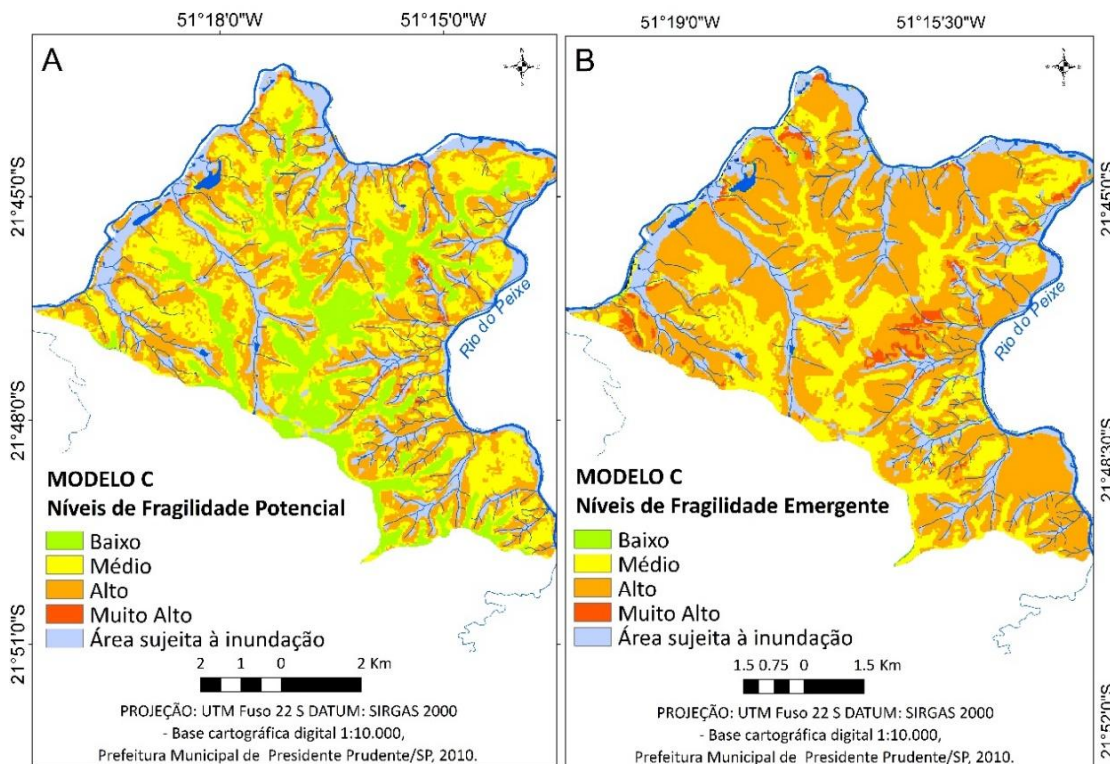 51°18'0"W
51°15'0"W
A
21°45'0"S
21°48'0"S
21°51'0"S
Rio do Peixe
MODELO C
Níveis de Fragilidade Potencial
Baixo
Médio
Alto
Muito Alto
Área sujeita à inundação
2 1 0 2 Km
PROJEÇÃO: UTM Fuso 22 S DATUM: SIRGAS 2000
- Base cartográfica digital 1:10.000,
Prefeitura Municipal de Presidente Prudente/SP, 2010.
51°19'0"W
51°15'30"W
B
21°45'0"S
21°48'30"S
21°52'0"S
Rio do Peixe
MODELO C
Níveis de Fragilidade Emergente
Baixo
Médio
Alto
Muito Alto
Área sujeita à inundação
1.5 0.75 0 1.5 Km
PROJEÇÃO: UTM Fuso 22 S DATUM: SIRGAS 2000
- Base cartográfica digital 1:10.000,
Prefeitura Municipal de Presidente Prudente/SP, 2010.